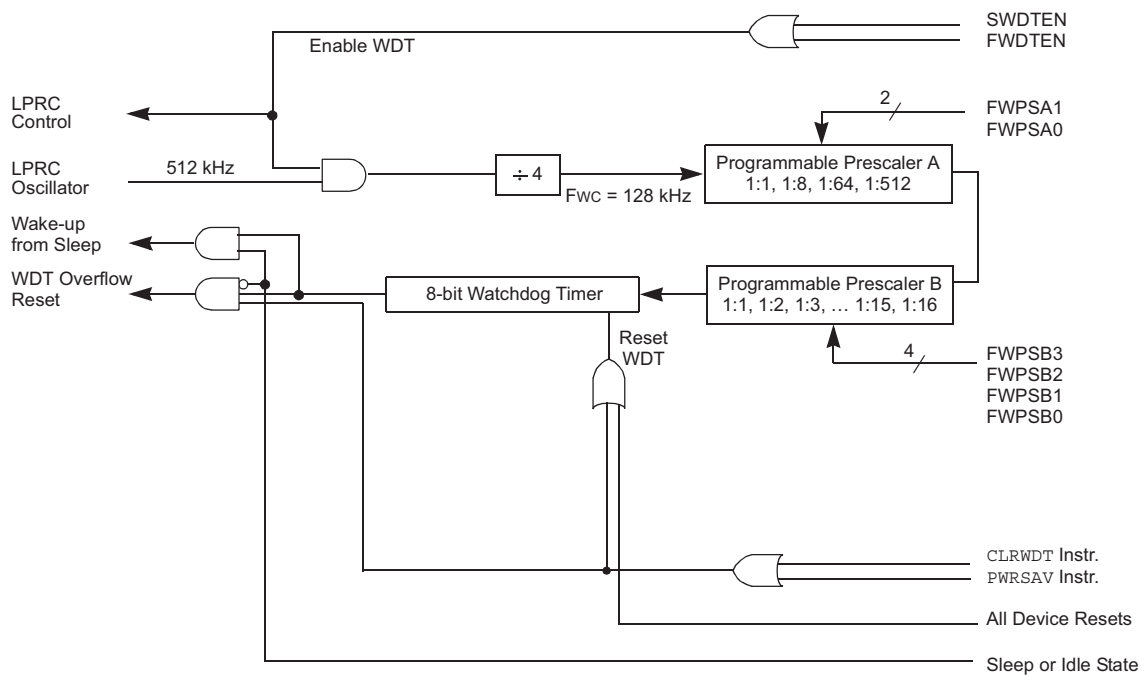 SWDTEN
FWDTEN
Enable WDT
LPRC
Control
2
FWPSA1
FWPSA0
LPRC
Oscillator
512 kHz
÷ 4
FWC = 128 kHz
Programmable Prescaler A
1:1, 1:8, 1:64, 1:512
Wake-up
from Sleep
WDT Overflow
Reset
8-bit Watchdog Timer
Programmable Prescaler B
1:1, 1:2, 1:3, … 1:15, 1:16
Reset
WDT
4
FWPSB3
FWPSB2
FWPSB1
FWPSB0
CLRWDT Instr.
PWRSAV Instr.
All Device Resets
Sleep or Idle State